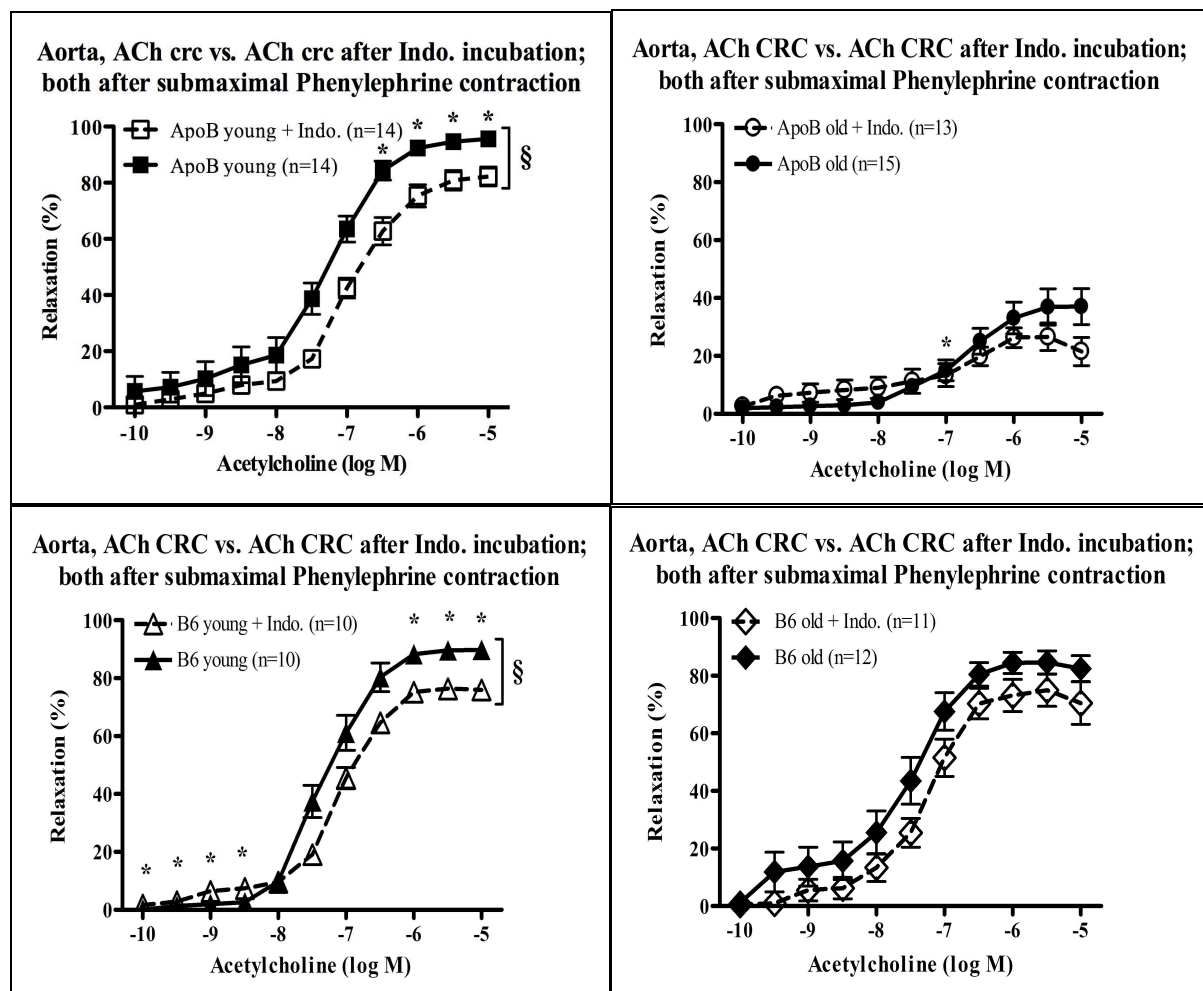 Aorta, ACh crc vs. ACh crc after Indo. incubation;
both after submaximal Phenylephrine contraction
ApoB young + Indo. (n=14)
ApoB young (n=14)
* * * *
§
100
80
60
40
20
0
Relaxation (%)
-10 -9 -8 -7 -6 -5
Acetylcholine (log M)
Aorta, ACh CRC vs. ACh CRC after Indo. incubation;
both after submaximal Phenylephrine contraction
ApoB old + Indo. (n=13)
ApoB old (n=15)
*
100
80
60
40
20
0
Relaxation (%)
-10 -9 -8 -7 -6 -5
Acetylcholine (log M)
Aorta, ACh CRC vs. ACh CRC after Indo. incubation;
both after submaximal Phenylephrine contraction
B6 young + Indo. (n=10)
B6 young (n=10)
* * *
§
* * * *
100
80
60
40
20
0
Relaxation (%)
-10 -9 -8 -7 -6 -5
Acetylcholine (log M)
Aorta, ACh CRC vs. ACh CRC after Indo. incubation;
both after submaximal Phenylephrine contraction
B6 old + Indo. (n=11)
B6 old (n=12)
100
80
60
40
20
0
Relaxation (%)
-10 -9 -8 -7 -6 -5
Acetylcholine (log M)